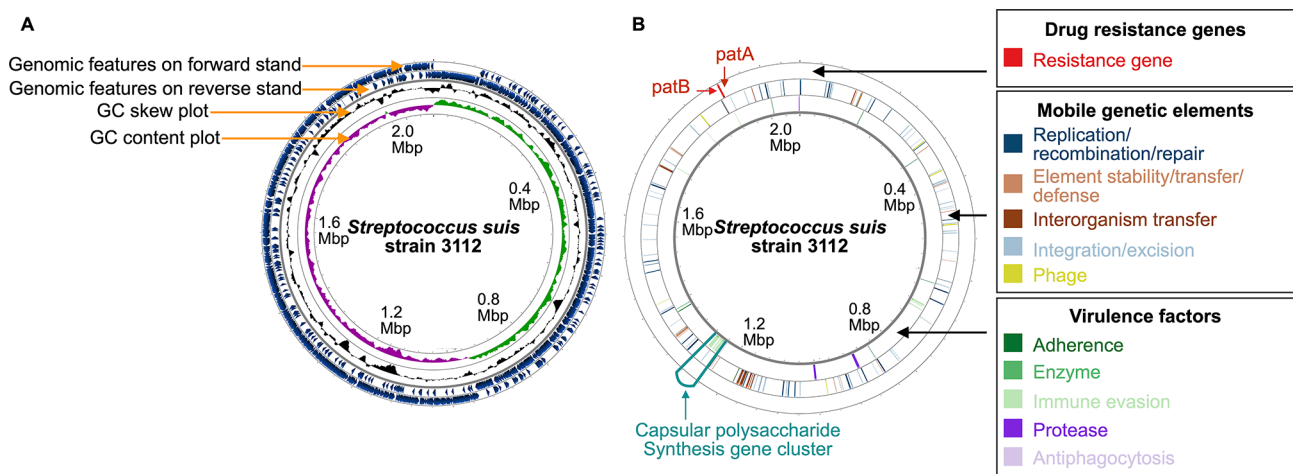 A
Genomic features on forward stand
Genomic features on reverse stand
GC skew plot
GC content plot
2.0
Mbp
0.4
Mbp
1.6
Mbp
Streptococcus suis
strain 3112
1.2
Mbp
0.8
Mbp
B
patA
patB
2.0
Mbp
0.4
Mbp
1.6
Mbp
Streptococcus suis
strain 3112
1.2
Mbp
0.8
Mbp
Capsular polysaccharide
Synthesis gene cluster
Drug resistance genes
Resistance gene
Mobile genetic elements
Replication/
recombination/repair
Element stability/transfer/
defense
Interorganism transfer
Integration/excision
Phage
Virulence factors
Adherence
Enzyme
Immune evasion
Protease
Antiphagocytosis